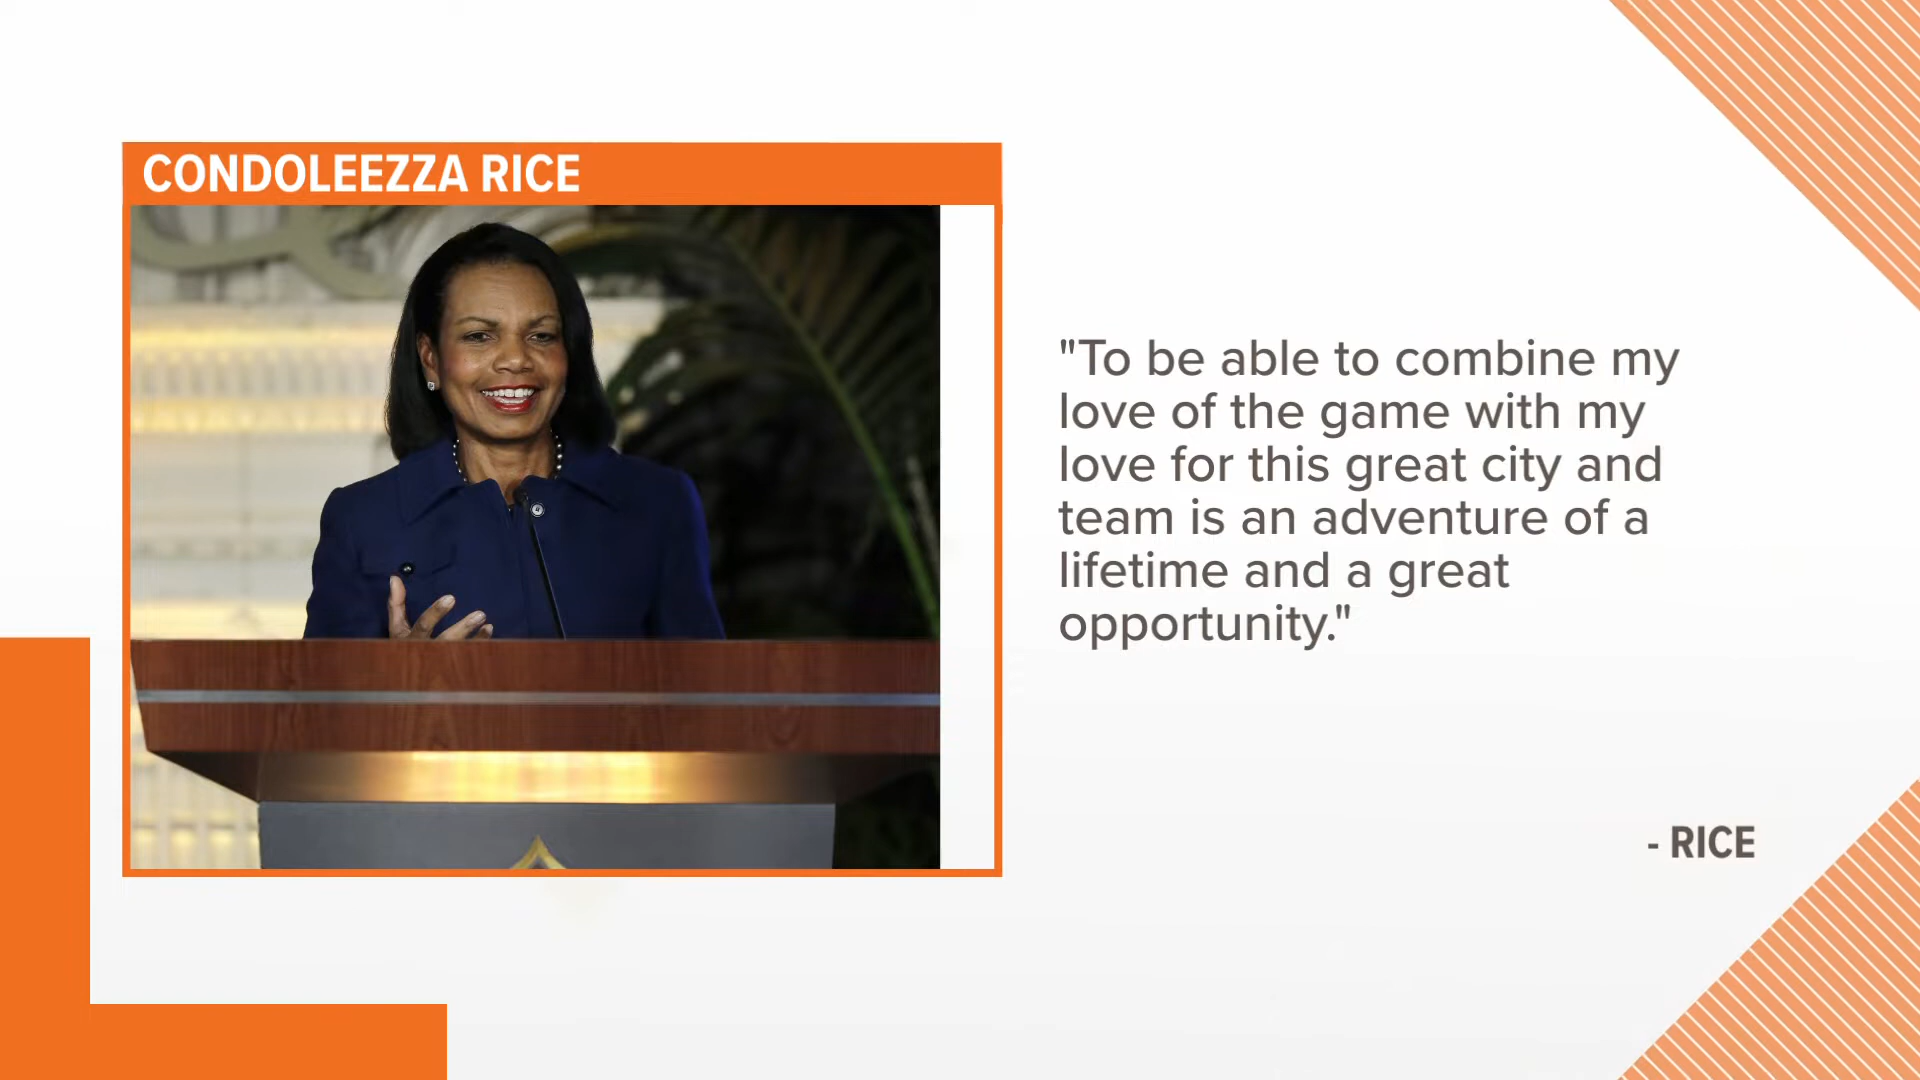 CONDOLEEZZA RICE
"To be able to combine my
love of the game with my
love for this great city and
team is an adventure of a
lifetime and a great
opportunity."
- RICE